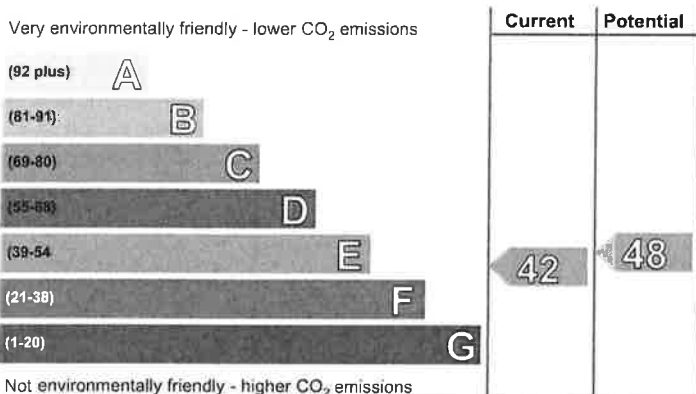 Current Potential
Very environmentally friendly - lower CO₂ emissions
(92 plus) A
(81-91) B
(69-80) C
(55-68) D
(39-54 E
42 48
(21-38) F
(1-20) G
Not environmentally friendly - higher CO₂ emissions